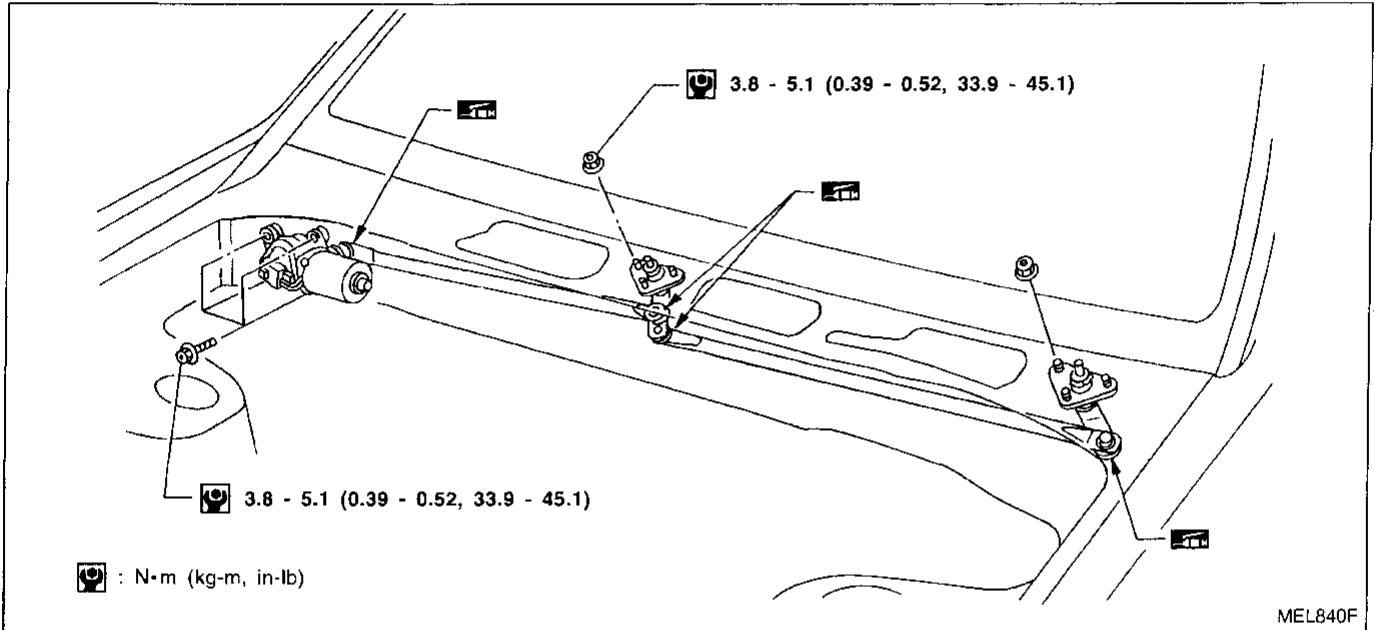 3.8 - 5.1 (0.39 - 0.52, 33.9 - 45.1)
3.8 - 5.1 (0.39 - 0.52, 33.9 - 45.1)
: N•m (kg-m, in-lb)
MEL840F